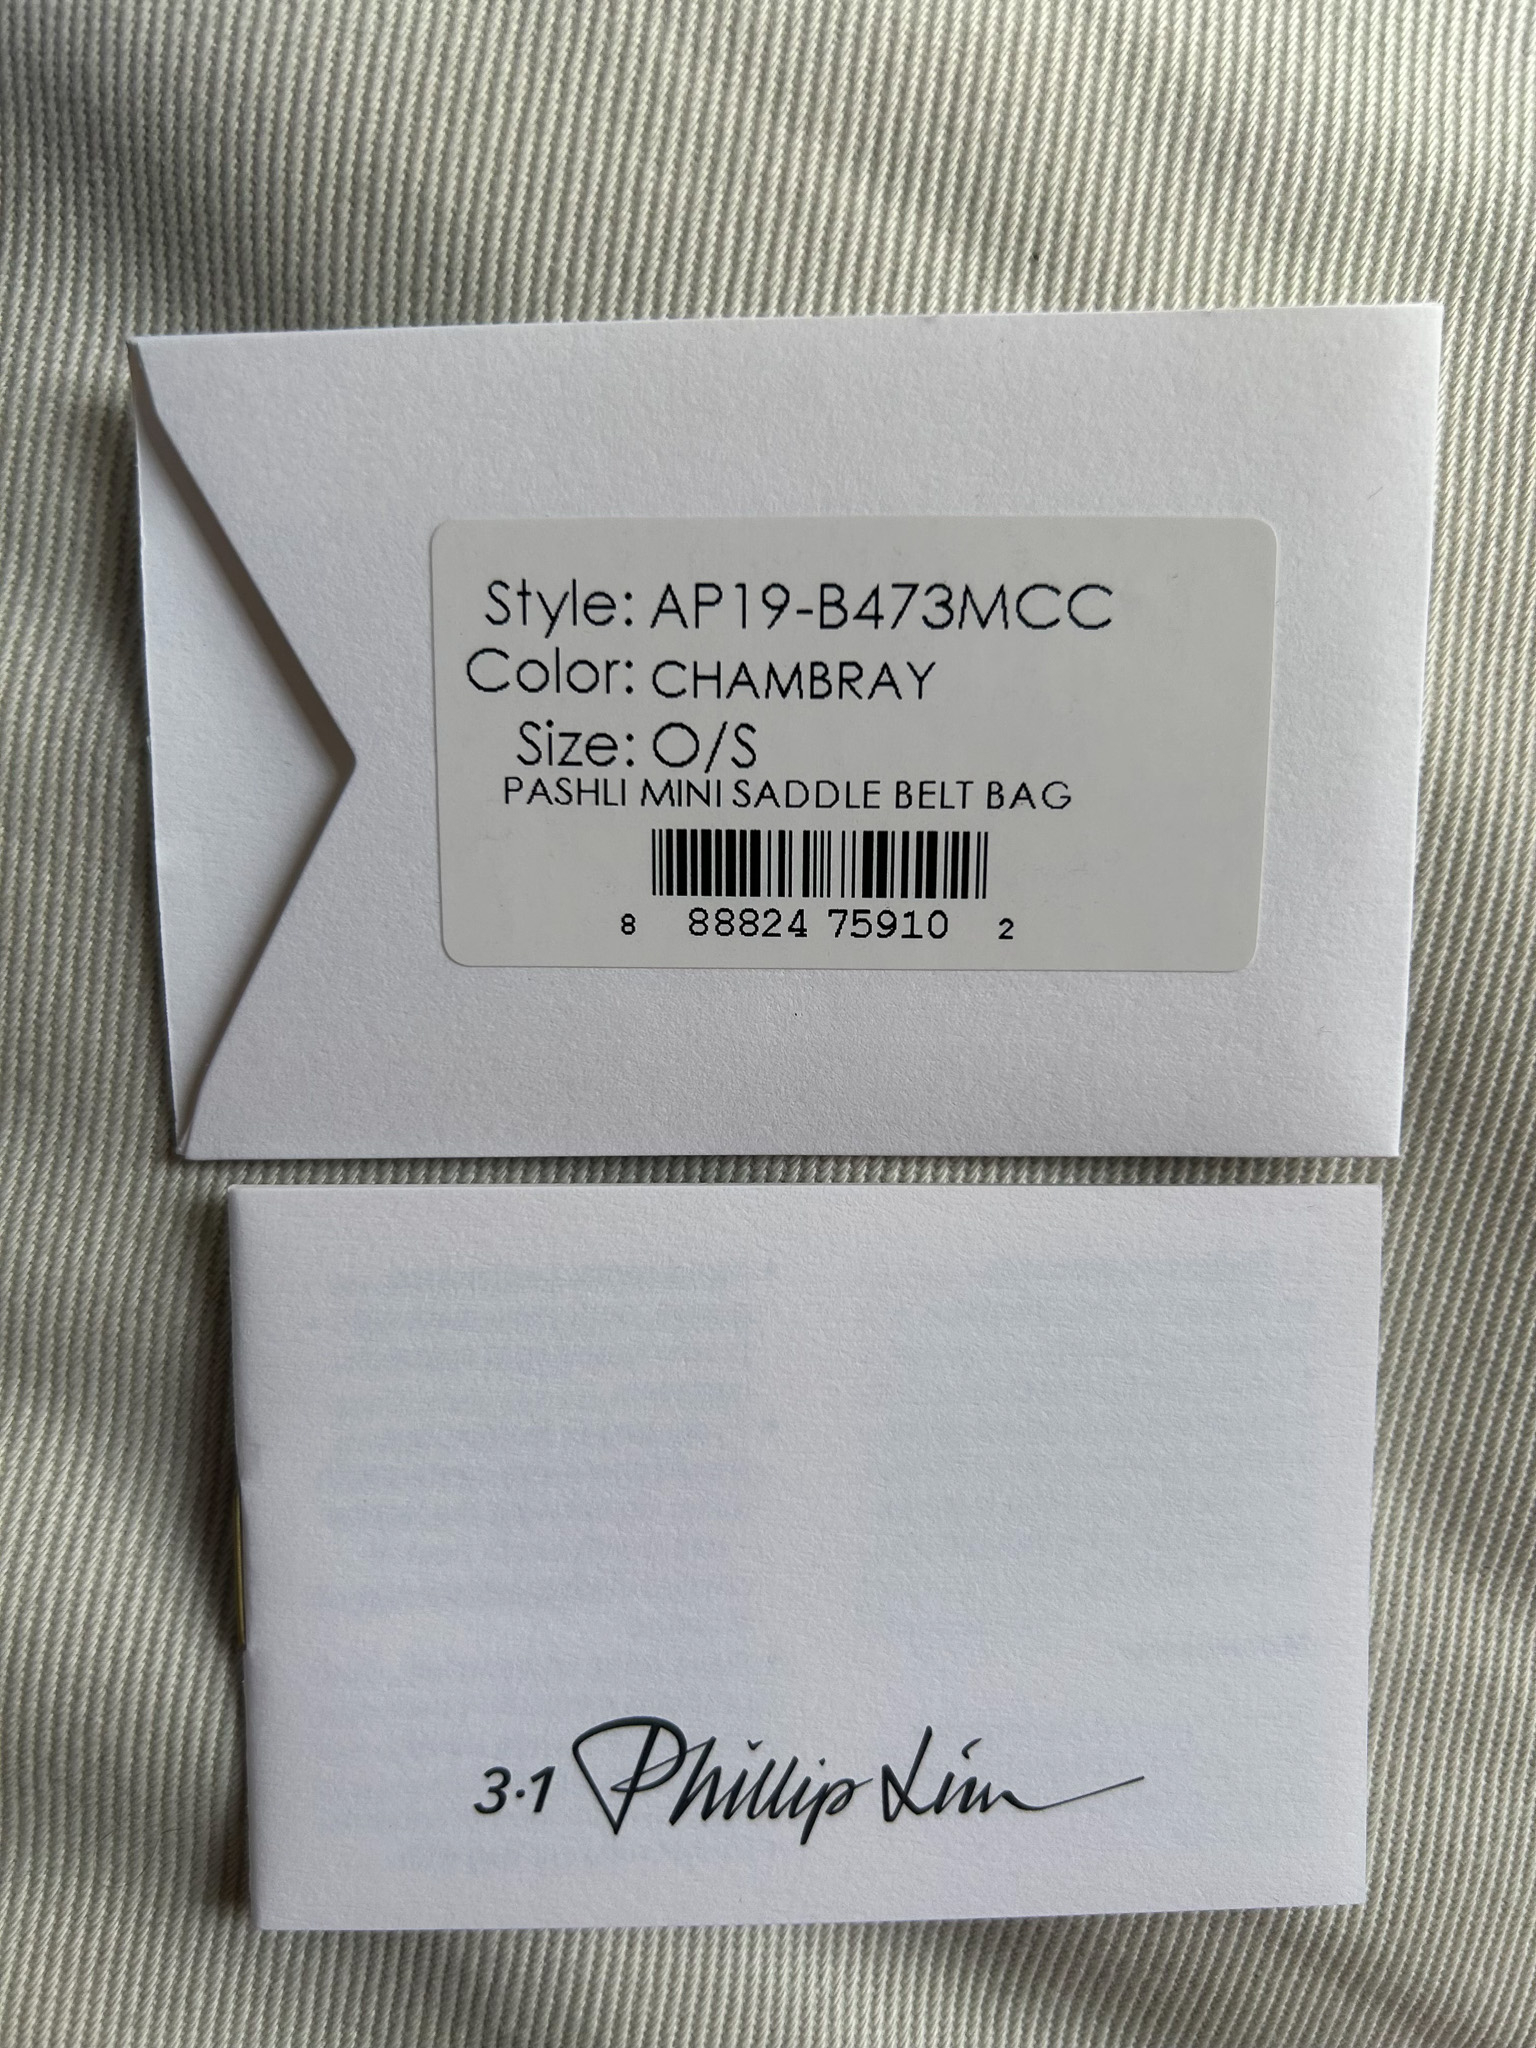 Style: AP19-B473MCC
Color: CHAMBRAY
Size: O/S
PASHLI MINI SADDLE BELT BAG
8 88824 75910 2
3.1 Phillip Lim